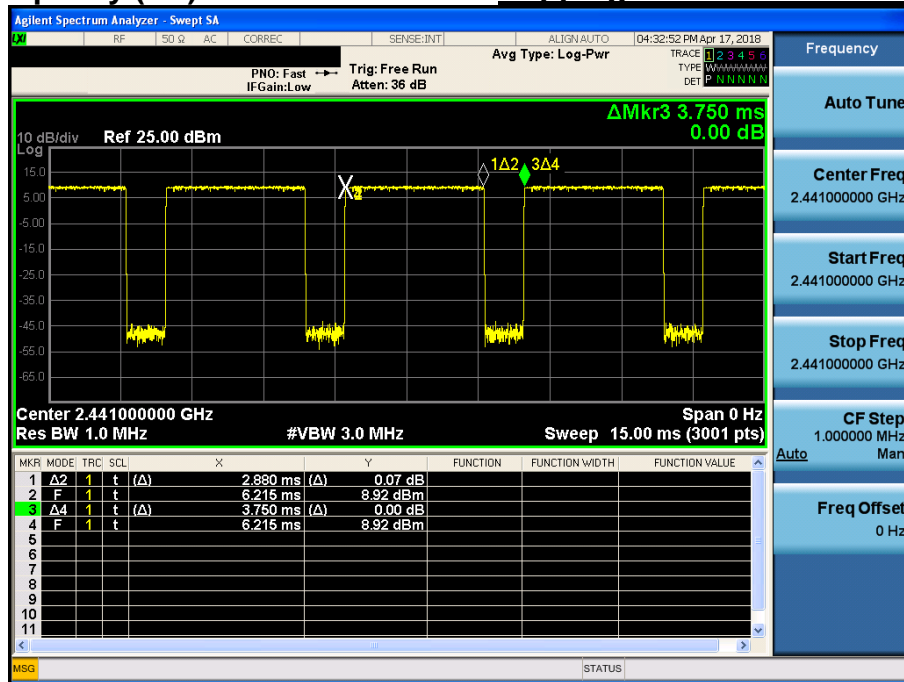 Agilent Spectrum Analyzer - Swept SA
LXI RF 50 Ω AC CORREC SENSE:INT ALIGN AUTO 04:32:52 PM Apr 17, 2018
Avg Type: Log-Pwr TRACE 1 2 3 4 5 6
PNO: Fast Trig: Free Run TYPE WWWWWW
IFGain:Low Atten: 36 dB DET P N N N N N
ΔMkr3 3.750 ms
0.00 dB
10 dB/div Ref 25.00 dBm
Log
15.0
5.00
-5.00
-15.0
-25.0
-35.0
-45.0
-55.0
-65.0
1Δ2 3Δ4
Center 2.441000000 GHz Span 0 Hz
Res BW 1.0 MHz #VBW 3.0 MHz Sweep 15.00 ms (3001 pts)
MKR MODE TRC SCL X Y FUNCTION FUNCTION WIDTH FUNCTION VALUE
1 Δ2 1 t (Δ) 2.880 ms (Δ) 0.07 dB
2 F 1 t 6.215 ms 8.92 dBm
3 Δ4 1 t (Δ) 3.750 ms (Δ) 0.00 dB
4 F 1 t 6.215 ms 8.92 dBm
5
6
7
8
9
10
11
MSG STATUS
Frequency
Auto Tune
Center Freq
2.441000000 GHz
Start Freq
2.441000000 GHz
Stop Freq
2.441000000 GHz
CF Step
1.000000 MHz
Auto Man
Freq Offset
0 Hz